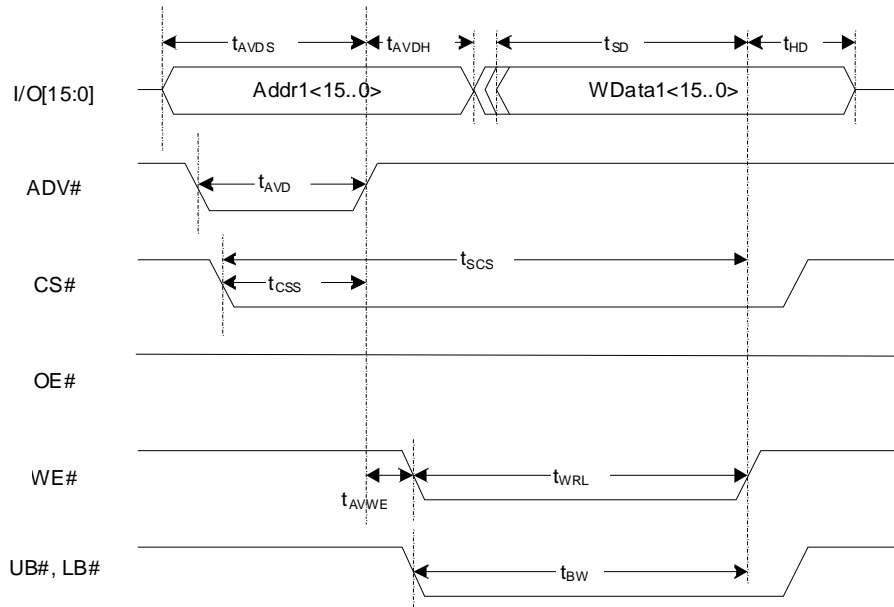 tAVDS tAVDH tSD tHD
I/O[15:0] Addr1<15..0> WData1<15..0>
ADV# tAVD
tSCS
CS# tCSS
OE#
WE# tWRL
tAVWE
UB#, LB# tBW